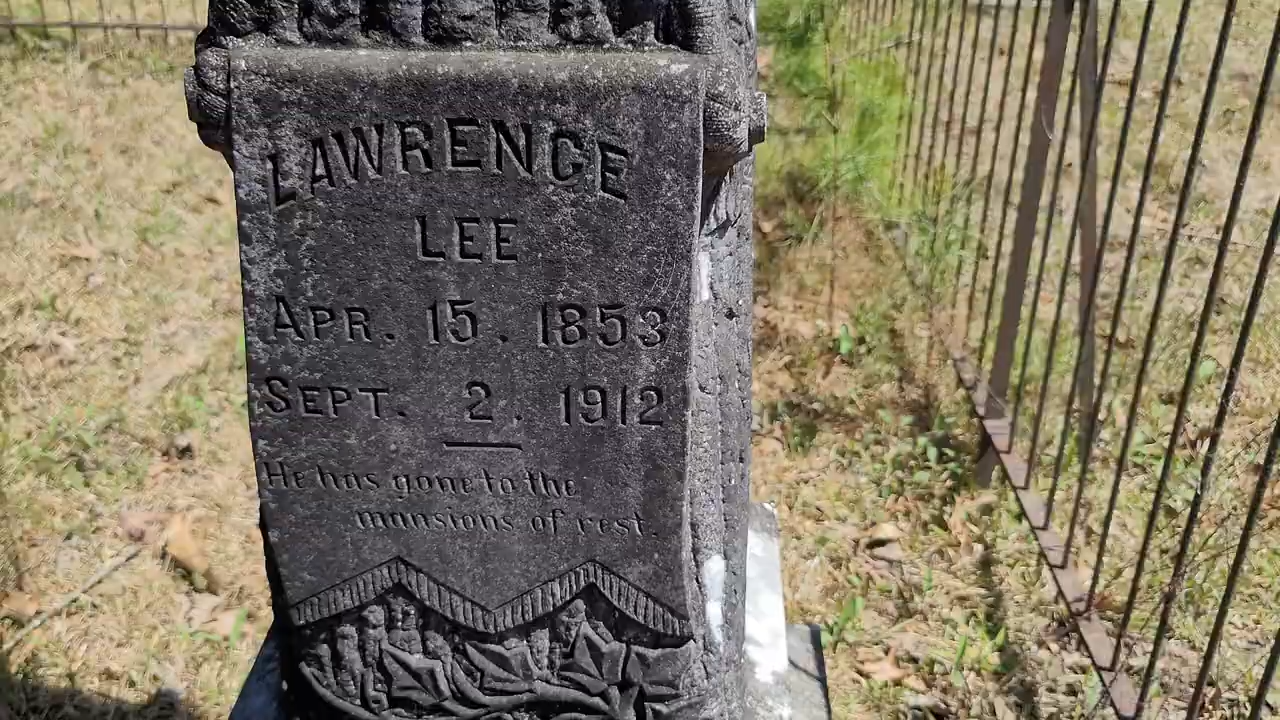 LAWRENCE
LEE
APR. 15. 1853
SEPT. 2. 1912
He has gone to the
mansions of rest.